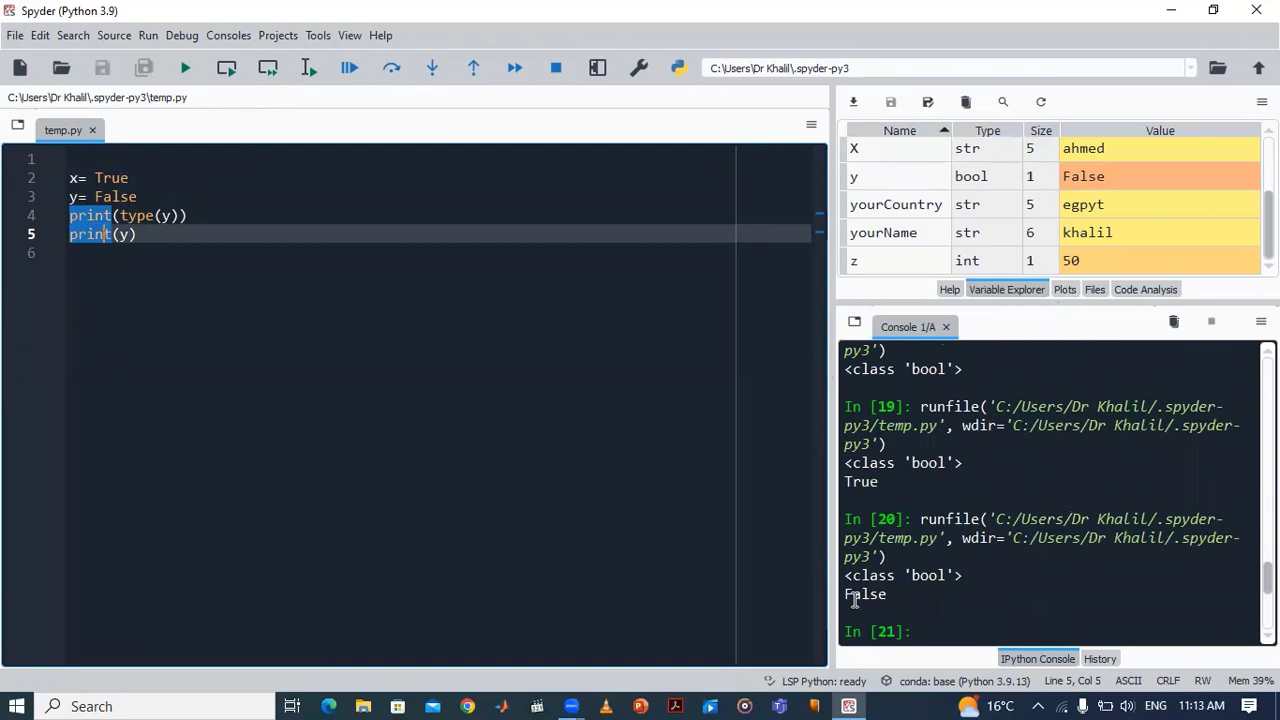 Spyder (Python 3.9)
File Edit Search Source Run Debug Consoles Projects Tools View Help
C:\Users\Dr Khalil\.spyder-py3
C:\Users\Dr Khalil\.spyder-py3\temp.py
temp.py
1
2 x= True
3 y= False
4 print(type(y))
5 print(y)
6
Name Type Size Value
X str 5 ahmed
y bool 1 False
yourCountry str 5 egpyt
yourName str 6 khalil
z int 1 50
Help Variable Explorer Plots Files Code Analysis
Console 1/A
py3')
<class 'bool'>
In [19]: runfile('C:/Users/Dr Khalil/.spyder-
py3/temp.py', wdir='C:/Users/Dr Khalil/.spyder-
py3')
<class 'bool'>
True
In [20]: runfile('C:/Users/Dr Khalil/.spyder-
py3/temp.py', wdir='C:/Users/Dr Khalil/.spyder-
py3')
<class 'bool'>
False
In [21]:
IPython Console History
LSP Python: ready conda: base (Python 3.9.13) Line 5, Col 5 ASCII CRLF RW Mem 39%
Search 16°C ENG 11:13 AM